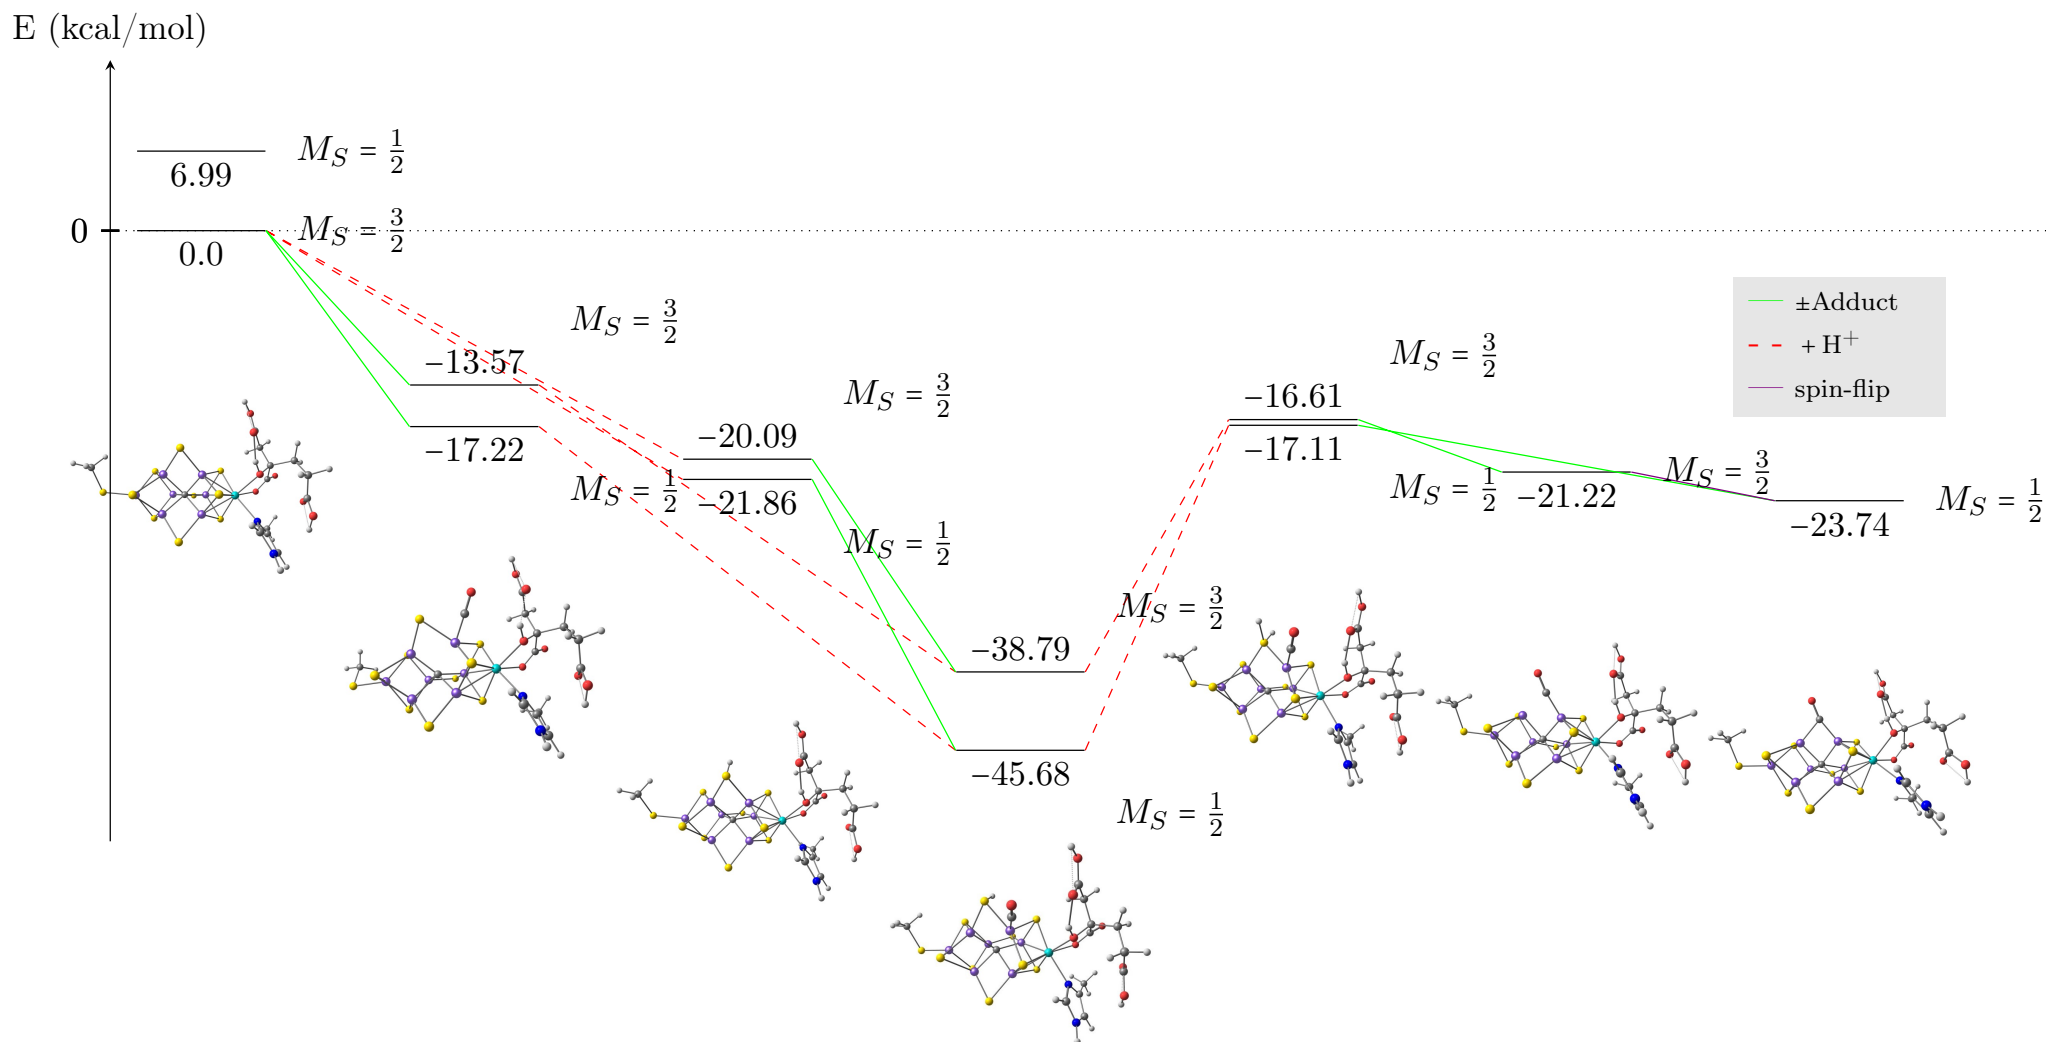 E (kcal/mol)
M_S = 1/2
6.99
0
M_S = 3/2
0.0
M_S = 3/2
−13.57
−17.22
M_S = 1/2
M_S = 3/2
−20.09
−21.86
M_S = 1/2
−38.79
M_S = 3/2
−45.68
M_S = 1/2
M_S = 3/2
−16.61
−17.11
M_S = 1/2
M_S = 3/2
−21.22
M_S = 1/2
−23.74
±Adduct
+ H⁺
spin-flip